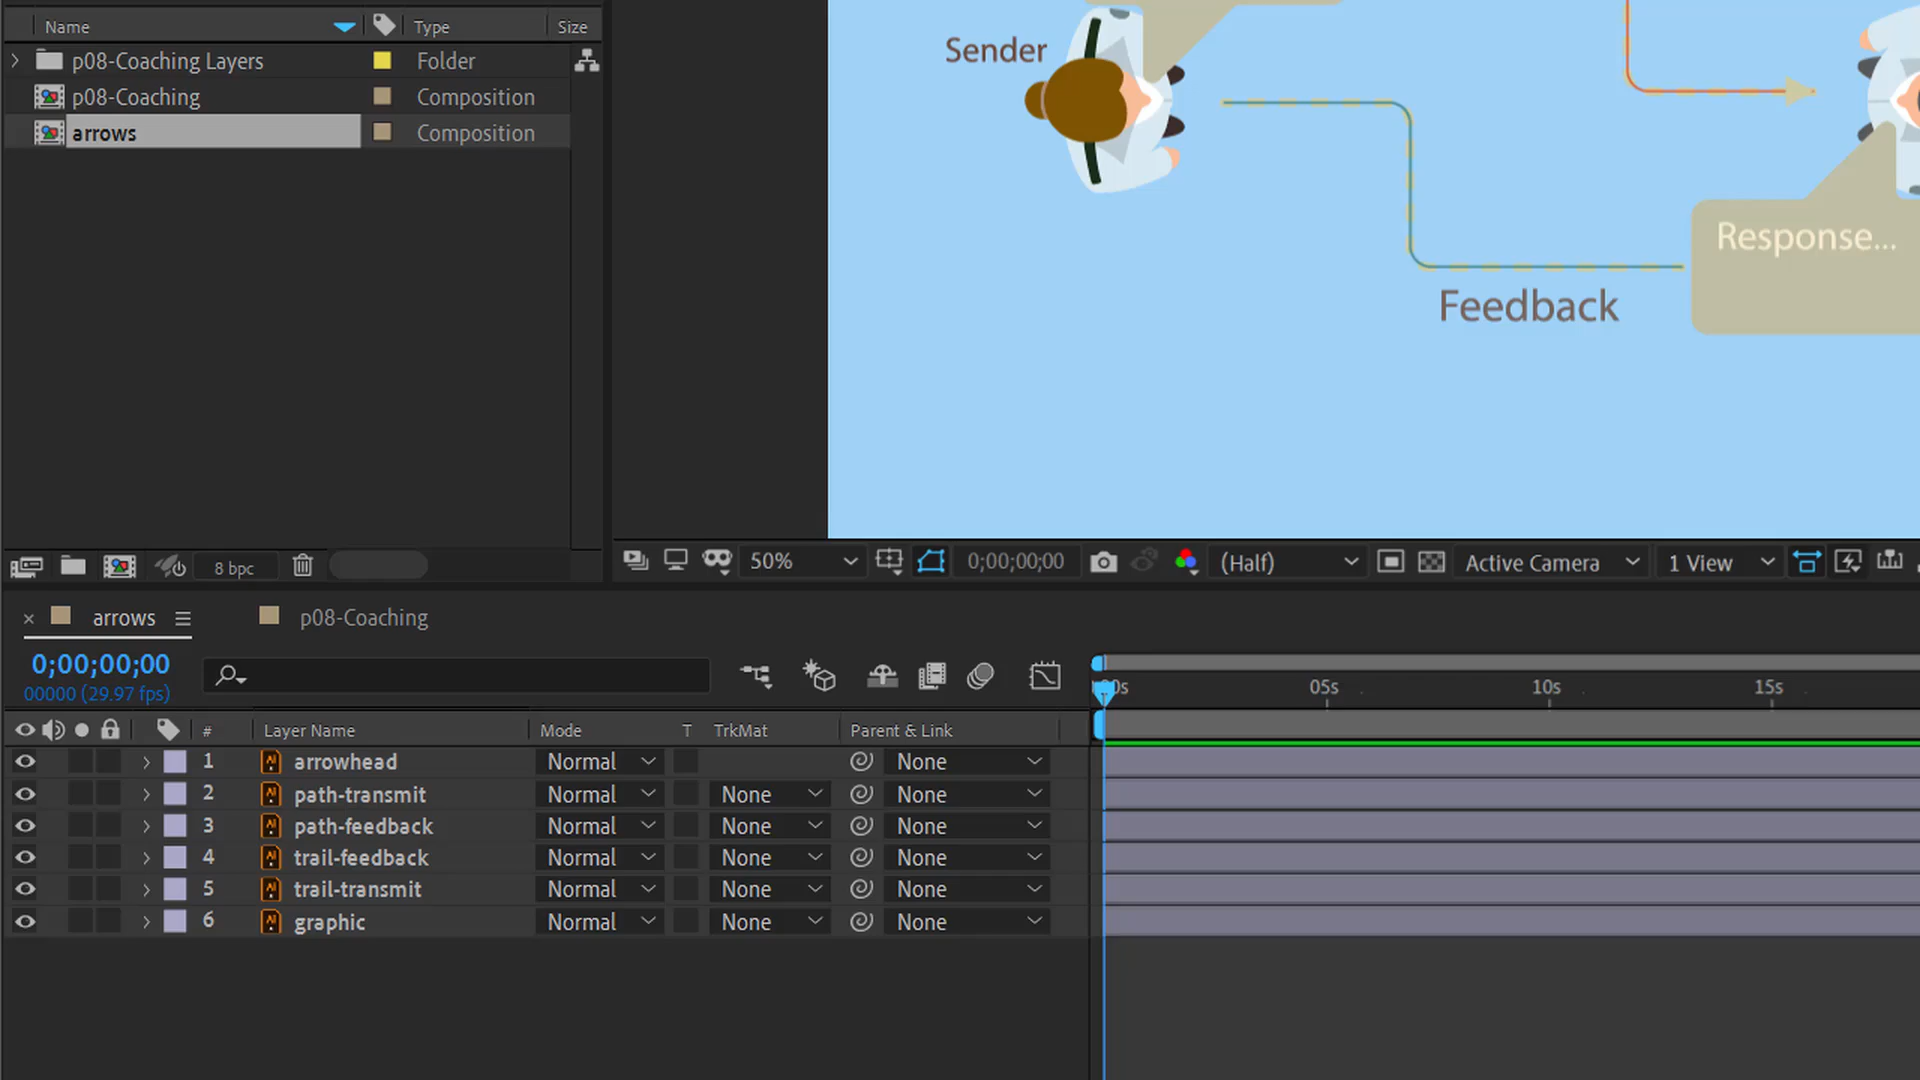 Name Type Size
p08-Coaching Layers Folder
p08-Coaching Composition
arrows Composition
Sender
Response...
Feedback
8 bpc
50% 0;00;00;00 (Half) Active Camera 1 View
arrows p08-Coaching
0;00;00;00
00000 (29.97 fps)
05s 10s 15s
# Layer Name Mode T TrkMat Parent & Link
1 arrowhead Normal None
2 path-transmit Normal None None
3 path-feedback Normal None None
4 trail-feedback Normal None None
5 trail-transmit Normal None None
6 graphic Normal None None